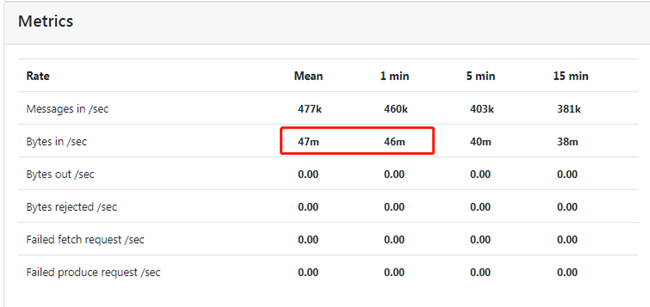 Metrics
Rate Mean 1 min 5 min 15 min
Messages in /sec 477k 460k 403k 381k
Bytes in /sec 47m 46m 40m 38m
Bytes out /sec 0.00 0.00 0.00 0.00
Bytes rejected /sec 0.00 0.00 0.00 0.00
Failed fetch request /sec 0.00 0.00 0.00 0.00
Failed produce request /sec 0.00 0.00 0.00 0.00